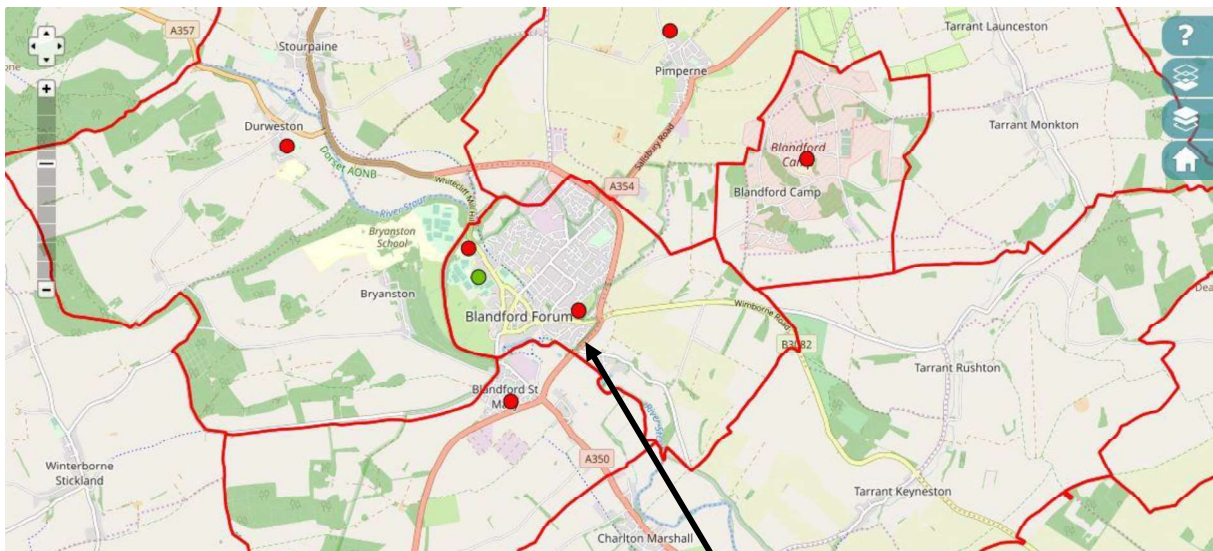 A357
Stourpaine
Pimperne
Tarrant Launceston
?
+
Durweston
Dorset AONB
Whitecliff Mill Hill
Salisbury Road
Tarrant Monkton
Blandford
Camp
Blandford Camp
A354
River Stour
Bryanston
School
Bryanston
Blandford Forum
Wimborne Road
B3082
Blandford St
Tarrant Rushton
A350
Winterborne
Stickland
Tarrant Keyneston
Charlton Marshall